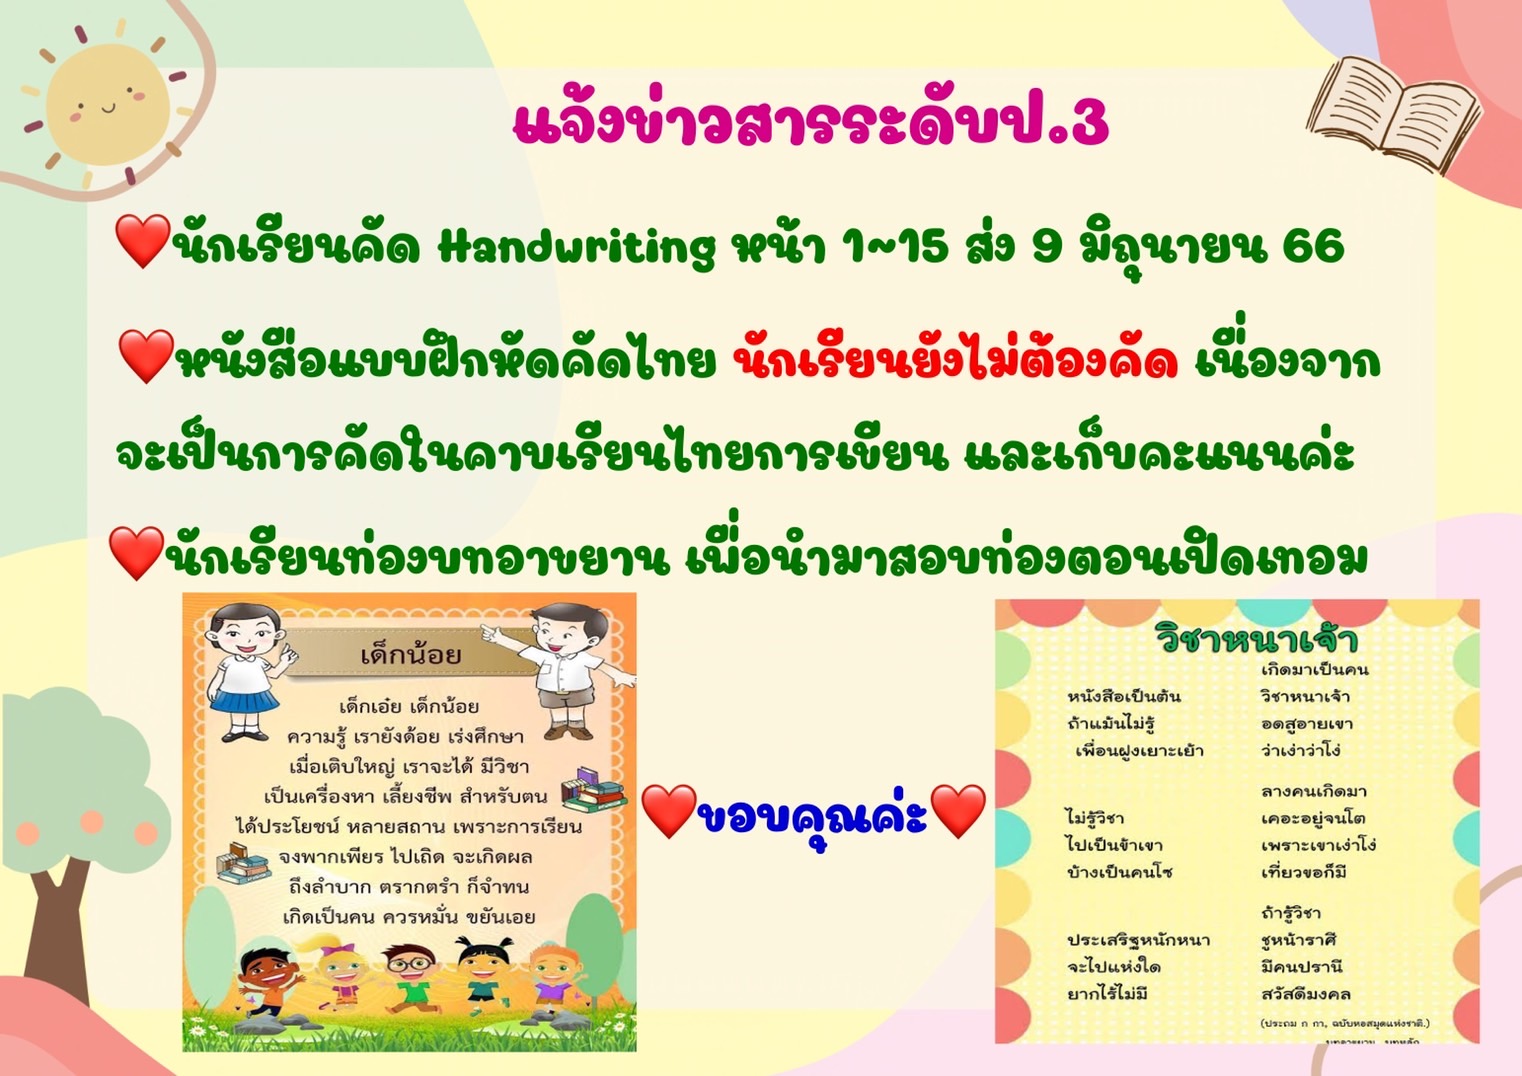 แจ้งข่าวสารระดับป.3
❤️นักเรียนคัด Handwriting หน้า 1~15 ส่ง 9 มิถุนายน 66
❤️หนังสือแบบฝึกหัดคัดไทย นักเรียนยังไม่ต้องคัด เนื่องจาก
จะเป็นการคัดในคาบเรียนไทยการเขียน และเก็บคะแนนค่ะ
❤️นักเรียนท่องบทอาขยาน เพื่อนำมาสอบท่องตอนเปิดเทอม
เด็กน้อย
เด็กเอ๋ย เด็กน้อย
ความรู้ เรายังด้อย เร่งศึกษา
เมื่อเติบใหญ่ เราจะได้ มีวิชา
เป็นเครื่องหา เลี้ยงชีพ สำหรับตน
ได้ประโยชน์ หลายสถาน เพราะการเรียน
จงพากเพียร ไปเถิด จะเกิดผล
ถึงลำบาก ตรากตรำ ก็จำทน
เกิดเป็นคน ควรหมั่น ขยันเอย
❤️ขอบคุณค่ะ❤️
วิชาหนาเจ้า
เกิดมาเป็นคน
หนังสือเป็นต้น วิชาหนาเจ้า
ถ้าแม้นไม่รู้ อดสูอายเขา
เพื่อนฝูงเยาะเย้า ว่าเง่าว่าโง่
ลางคนเกิดมา
ไม่รู้วิชา เคอะอยู่จนโต
ไปเป็นข้าเขา เพราะเขาเง่าโง่
บ้างเป็นคนโซ เที่ยวขอก็มี
ถ้ารู้วิชา
ประเสริฐหนักหนา ชูหน้าราศี
จะไปแห่งใด มีคนปรานี
ยากไร้ไม่มี สวัสดีมงคล
(ประถม ก กา, ฉบับหอสมุดแห่งชาติ.)